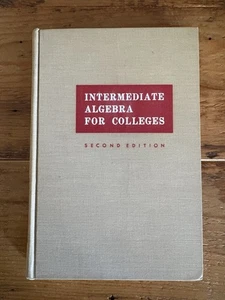 INTERMEDIATE
ALGEBRA
FOR COLLEGES
SECOND EDITION